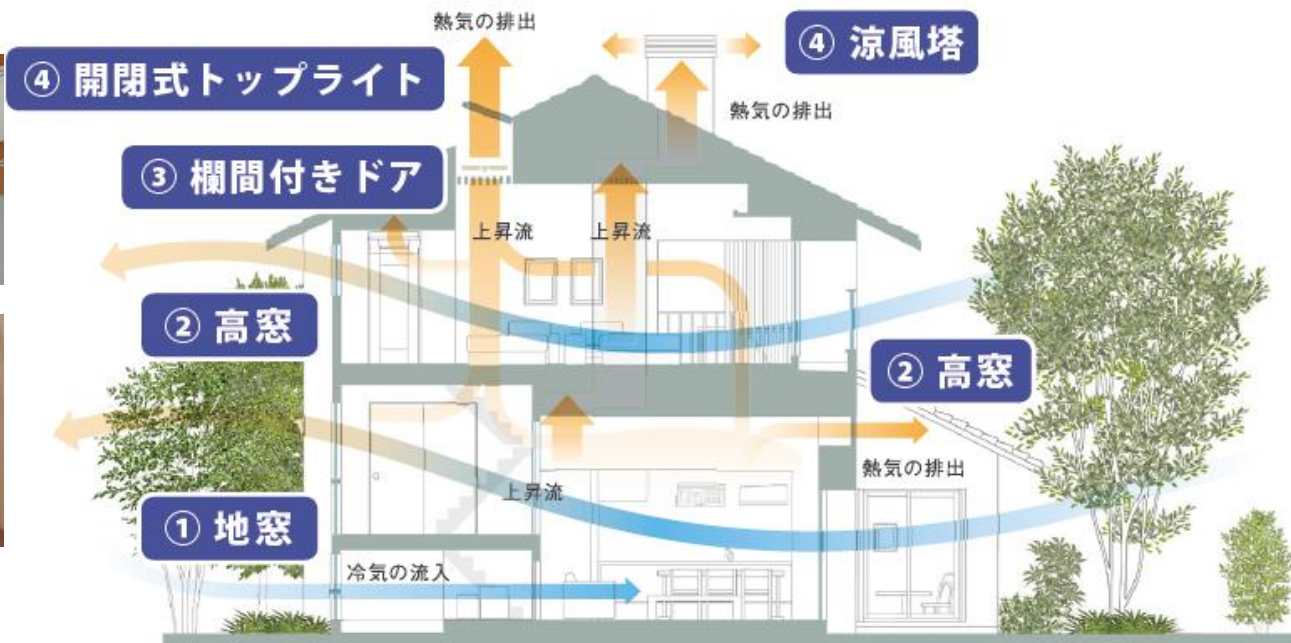 熱気の排出
④ 涼風塔
④ 開閉式トップライト
熱気の排出
③ 欄間付きドア
上昇流
上昇流
② 高窓
② 高窓
熱気の排出
上昇流
① 地窓
冷気の流入